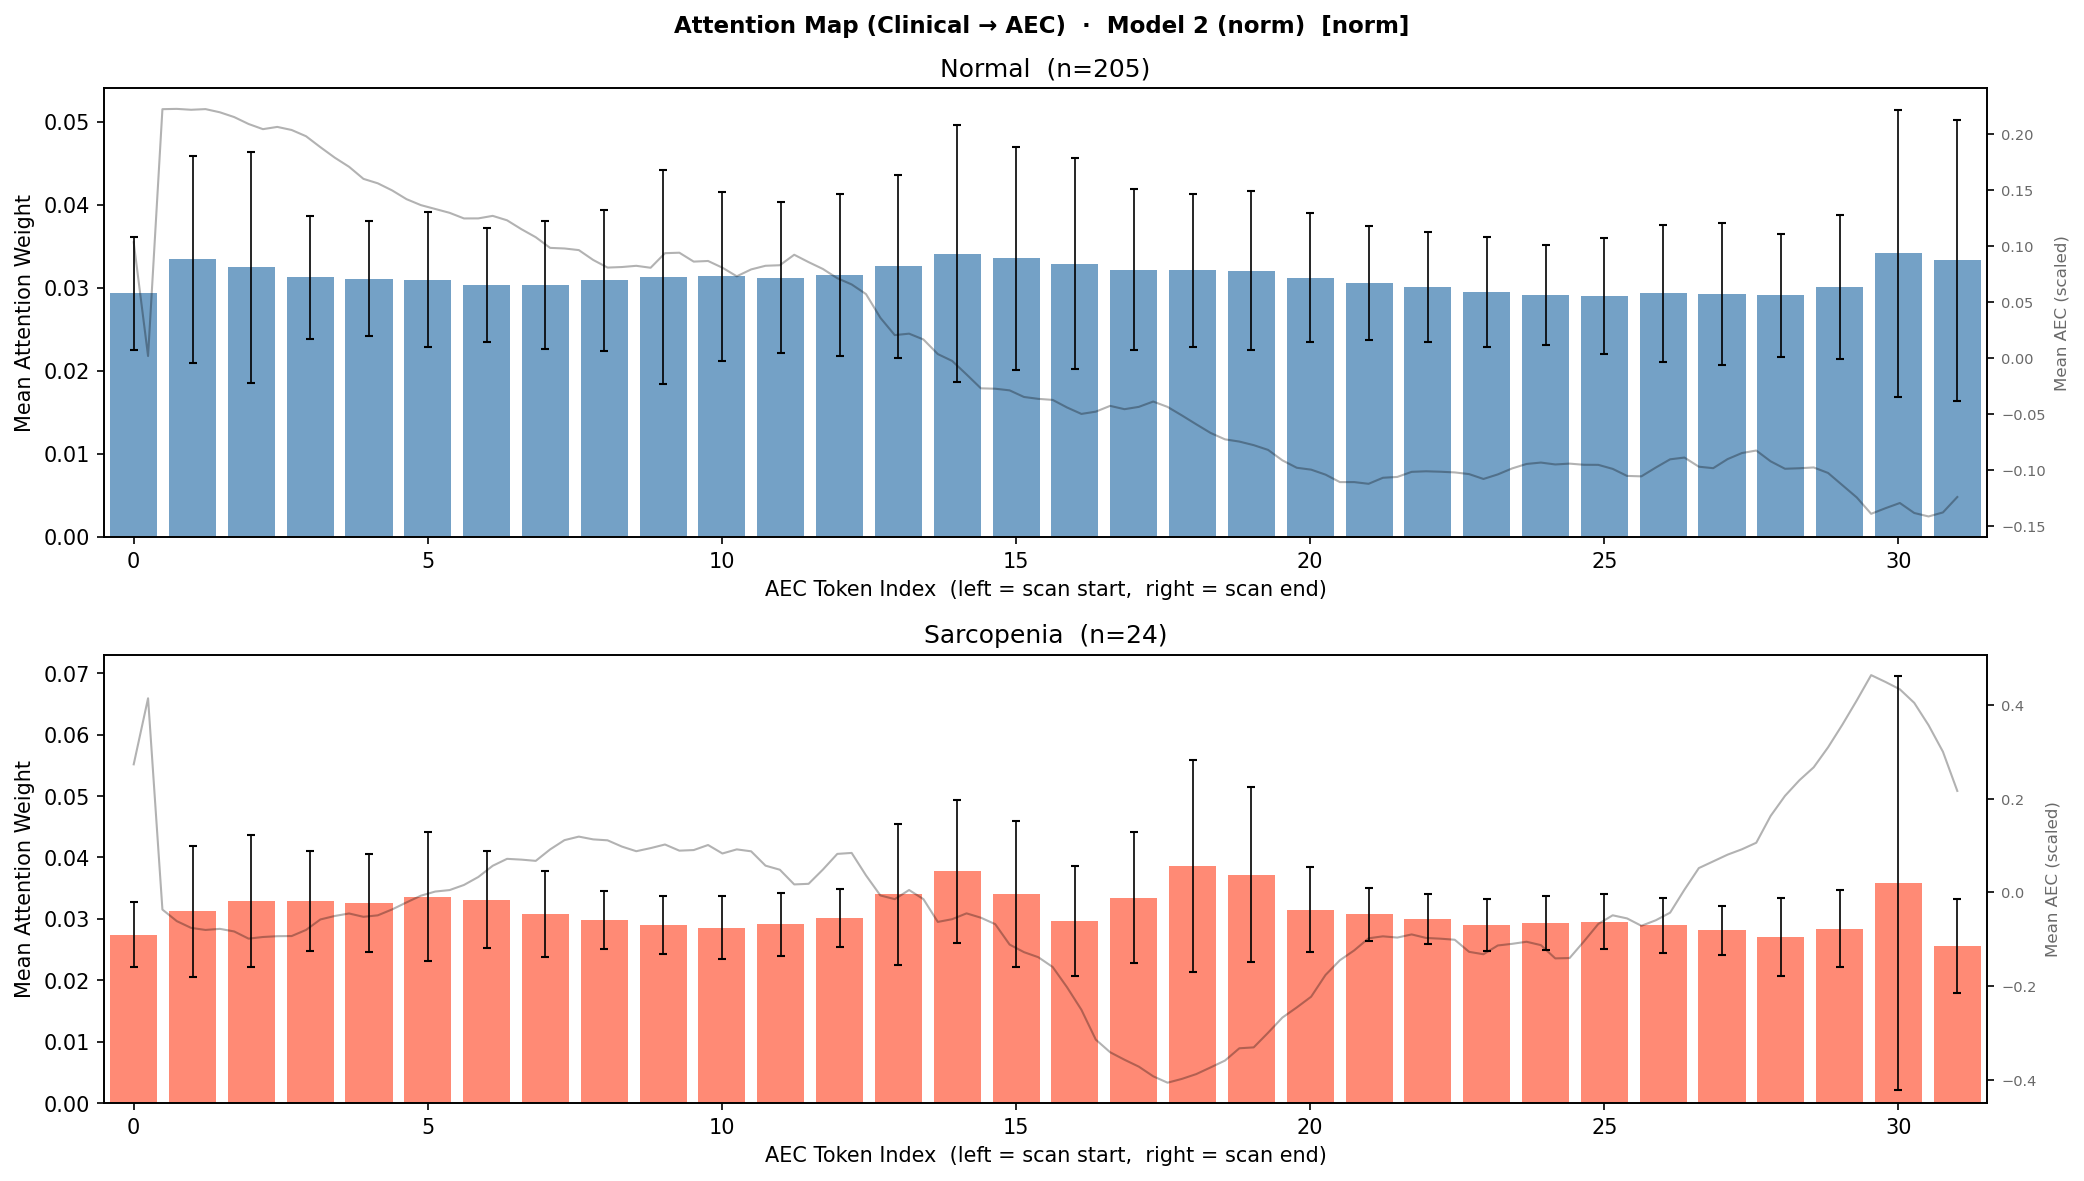 Attention Map (Clinical → AEC)  ·  Model 2 (norm)  [norm]
Normal  (n=205)
Mean Attention Weight
0.05
0.04
0.03
0.02
0.01
0.00
0.20
0.15
0.10
0.05
0.00
−0.05
−0.10
−0.15
Mean AEC (scaled)
0 5 10 15 20 25 30
AEC Token Index  (left = scan start,  right = scan end)
Sarcopenia  (n=24)
Mean Attention Weight
0.07
0.06
0.05
0.04
0.03
0.02
0.01
0.00
0.4
0.2
0.0
−0.2
−0.4
Mean AEC (scaled)
0 5 10 15 20 25 30
AEC Token Index  (left = scan start,  right = scan end)